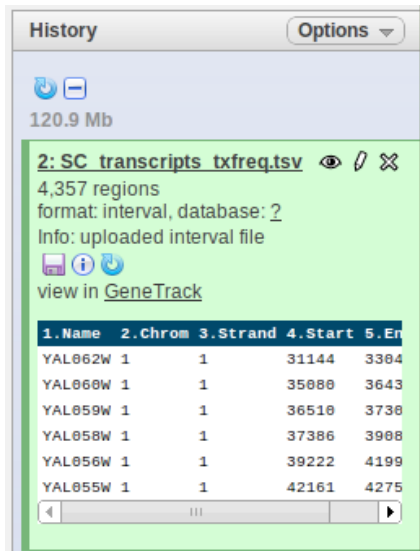 History Options
120.9 Mb
2: SC_transcripts_txfreq.tsv
4,357 regions
format: interval, database: ?
Info: uploaded interval file
view in GeneTrack
1.Name 2.Chrom 3.Strand 4.Start 5.En
YAL062W 1 1 31144 3304
YAL060W 1 1 35080 3643
YAL059W 1 1 36510 3730
YAL058W 1 1 37386 3908
YAL056W 1 1 39222 4199
YAL055W 1 1 42161 4275